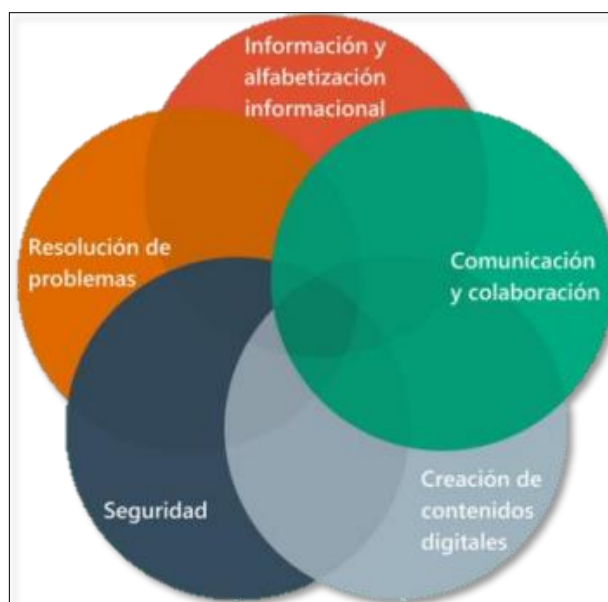 Información y
alfabetización
informacional
Comunicación
y colaboración
Creación de
contenidos
digitales
Seguridad
Resolución de
problemas